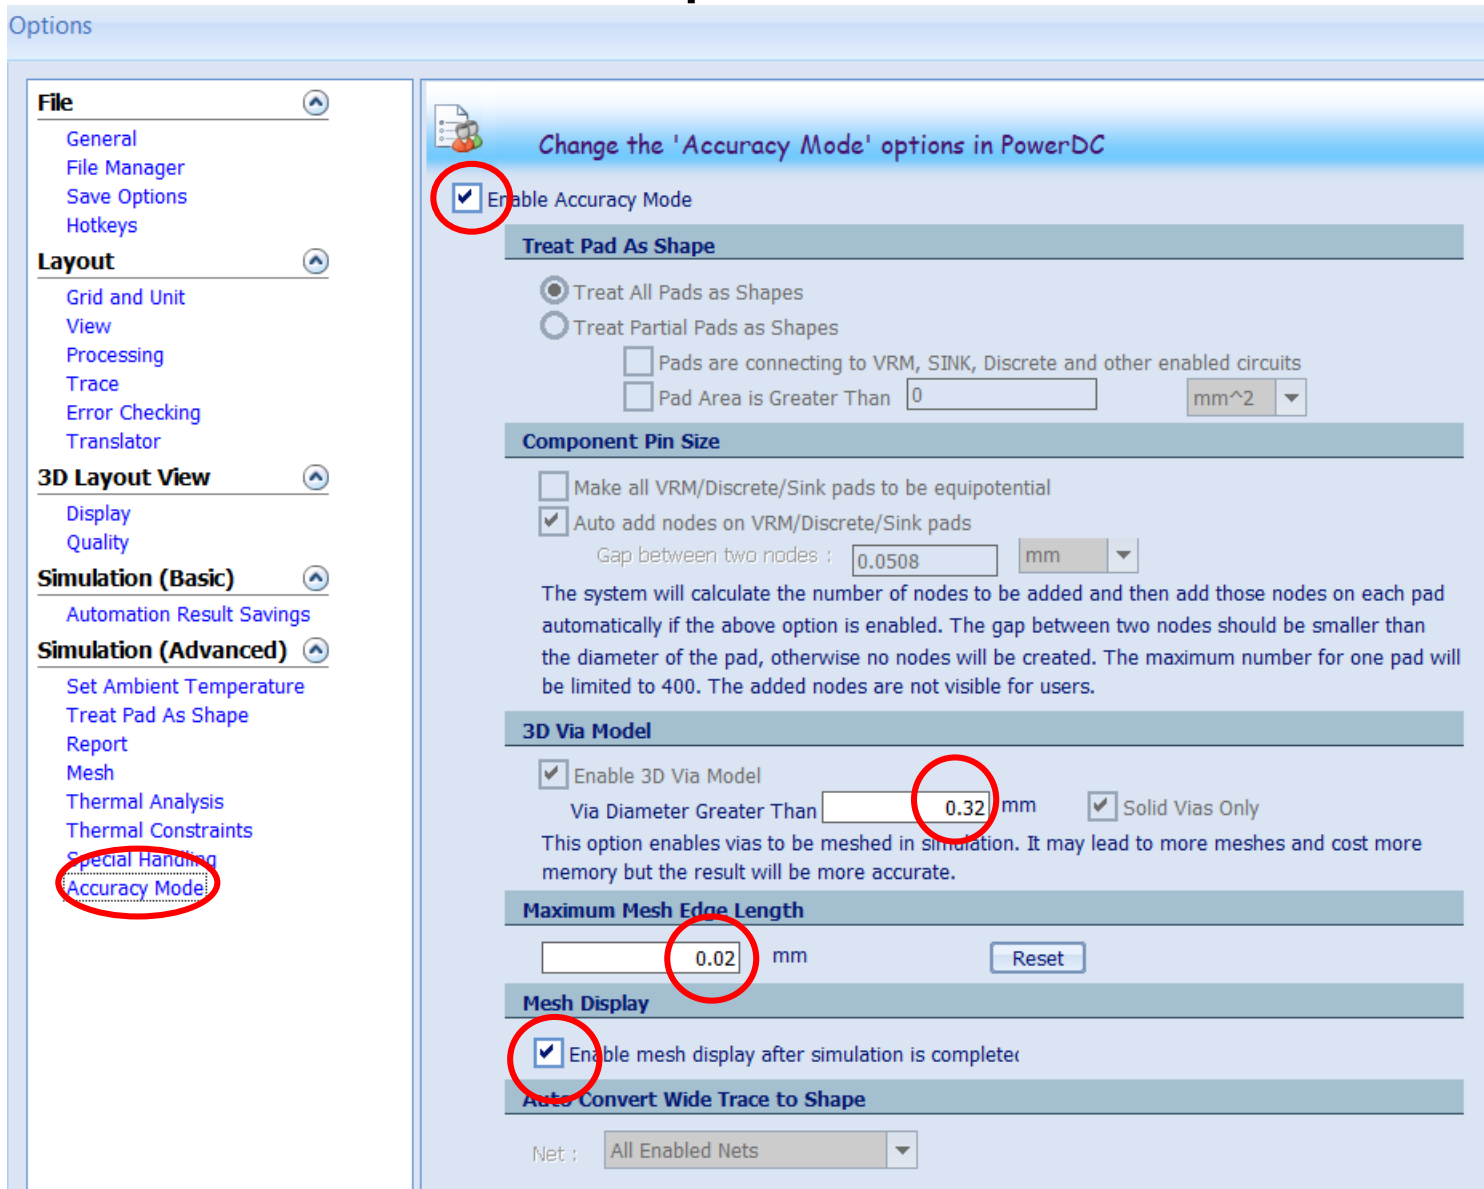 Options
File
General
File Manager
Save Options
Hotkeys
Layout
Grid and Unit
View
Processing
Trace
Error Checking
Translator
3D Layout View
Display
Quality
Simulation (Basic)
Automation Result Savings
Simulation (Advanced)
Set Ambient Temperature
Treat Pad As Shape
Report
Mesh
Thermal Analysis
Thermal Constraints
Special Handling
Accuracy Mode
Change the 'Accuracy Mode' options in PowerDC
Enable Accuracy Mode
Treat Pad As Shape
Treat All Pads as Shapes
Treat Partial Pads as Shapes
Pads are connecting to VRM, SINK, Discrete and other enabled circuits
Pad Area is Greater Than 0 mm^2
Component Pin Size
Make all VRM/Discrete/Sink pads to be equipotential
Auto add nodes on VRM/Discrete/Sink pads
Gap between two nodes : 0.0508 mm
The system will calculate the number of nodes to be added and then add those nodes on each pad
automatically if the above option is enabled. The gap between two nodes should be smaller than
the diameter of the pad, otherwise no nodes will be created. The maximum number for one pad will
be limited to 400. The added nodes are not visible for users.
3D Via Model
Enable 3D Via Model
Via Diameter Greater Than 0.32 mm Solid Vias Only
This option enables vias to be meshed in simulation. It may lead to more meshes and cost more
memory but the result will be more accurate.
Maximum Mesh Edge Length
0.02 mm Reset
Mesh Display
Enable mesh display after simulation is complete
Auto Convert Wide Trace to Shape
Net : All Enabled Nets